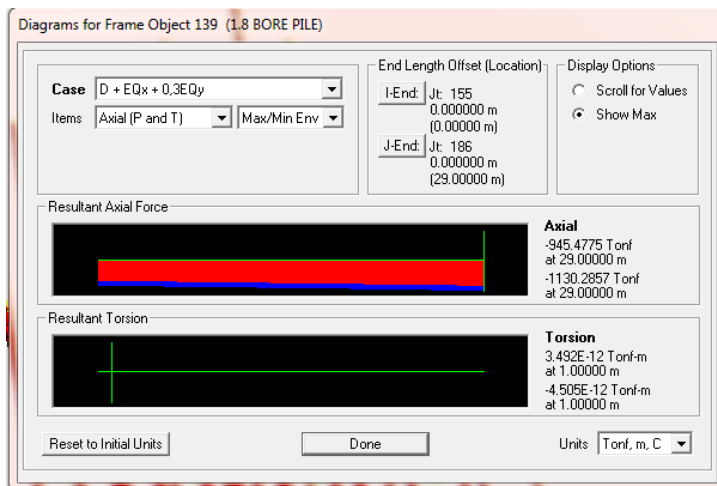 Diagrams for Frame Object 139 (1.8 BORE PILE)
Case D + EQx + 0,3EQy
Items Axial (P and T) Max/Min Env
End Length Offset (Location)
I-End: Jt: 155
0.000000 m
(0.00000 m)
J-End: Jt: 186
0.000000 m
(29.00000 m)
Display Options
Scroll for Values
Show Max
Resultant Axial Force
Axial
-945.4775 Tonf
at 29.00000 m
-1130.2857 Tonf
at 29.00000 m
Resultant Torsion
Torsion
3.492E-12 Tonf-m
at 1.00000 m
-4.505E-12 Tonf-m
at 1.00000 m
Reset to Initial Units
Done
Units Tonf, m, C